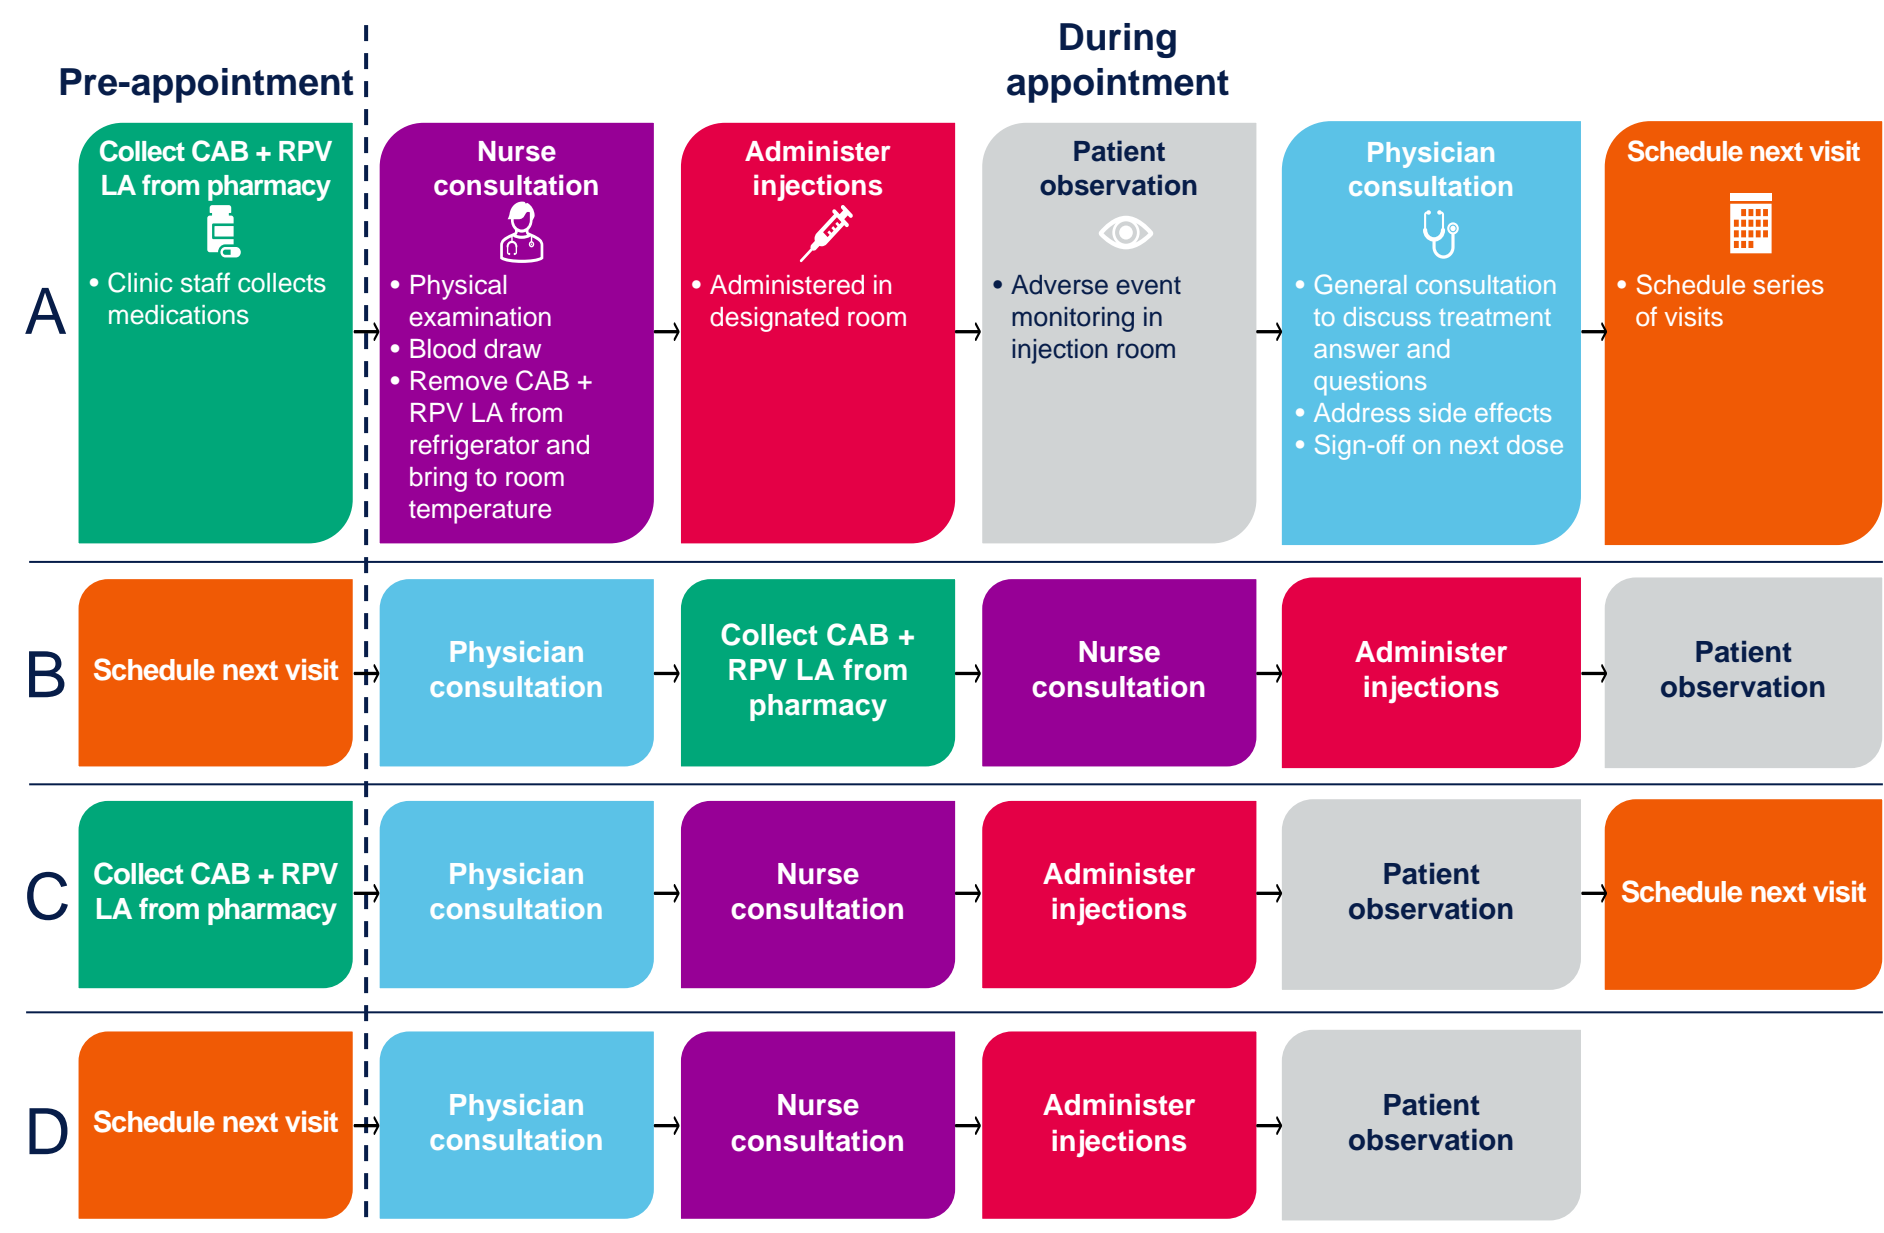 Pre-appointment
During
appointment
A
Collect CAB + RPV
LA from pharmacy
• Clinic staff collects
medications
Nurse
consultation
• Physical
examination
• Blood draw
• Remove CAB +
RPV LA from
refrigerator and
bring to room
temperature
Administer
injections
• Administered in
designated room
Patient
observation
• Adverse event
monitoring in
injection room
Physician
consultation
• General consultation
to discuss treatment
answer and
questions
• Address side effects
• Sign-off on next dose
Schedule next visit
• Schedule series
of visits
B
Schedule next visit
Physician
consultation
Collect CAB +
RPV LA from
pharmacy
Nurse
consultation
Administer
injections
Patient
observation
C
Collect CAB + RPV
LA from pharmacy
Physician
consultation
Nurse
consultation
Administer
injections
Patient
observation
Schedule next visit
D
Schedule next visit
Physician
consultation
Nurse
consultation
Administer
injections
Patient
observation